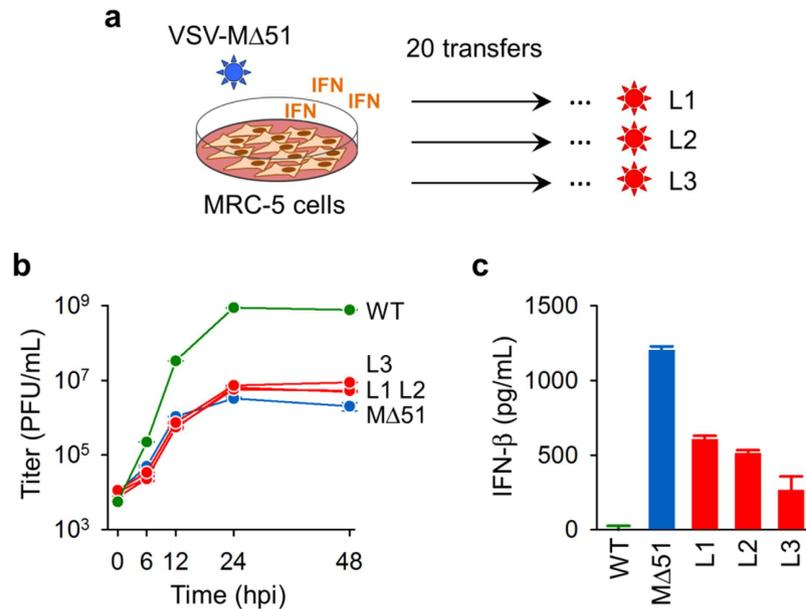 a
VSV-MΔ51
20 transfers
IFN
IFN
IFN
... L1
... L2
... L3
MRC-5 cells
b
Titer (PFU/mL)
10⁹
10⁷
10⁵
10³
WT
L3
L1 L2
MΔ51
0 6 12 24 48
Time (hpi)
c
IFN-β (pg/mL)
1500
1000
500
0
WT
MΔ51
L1
L2
L3